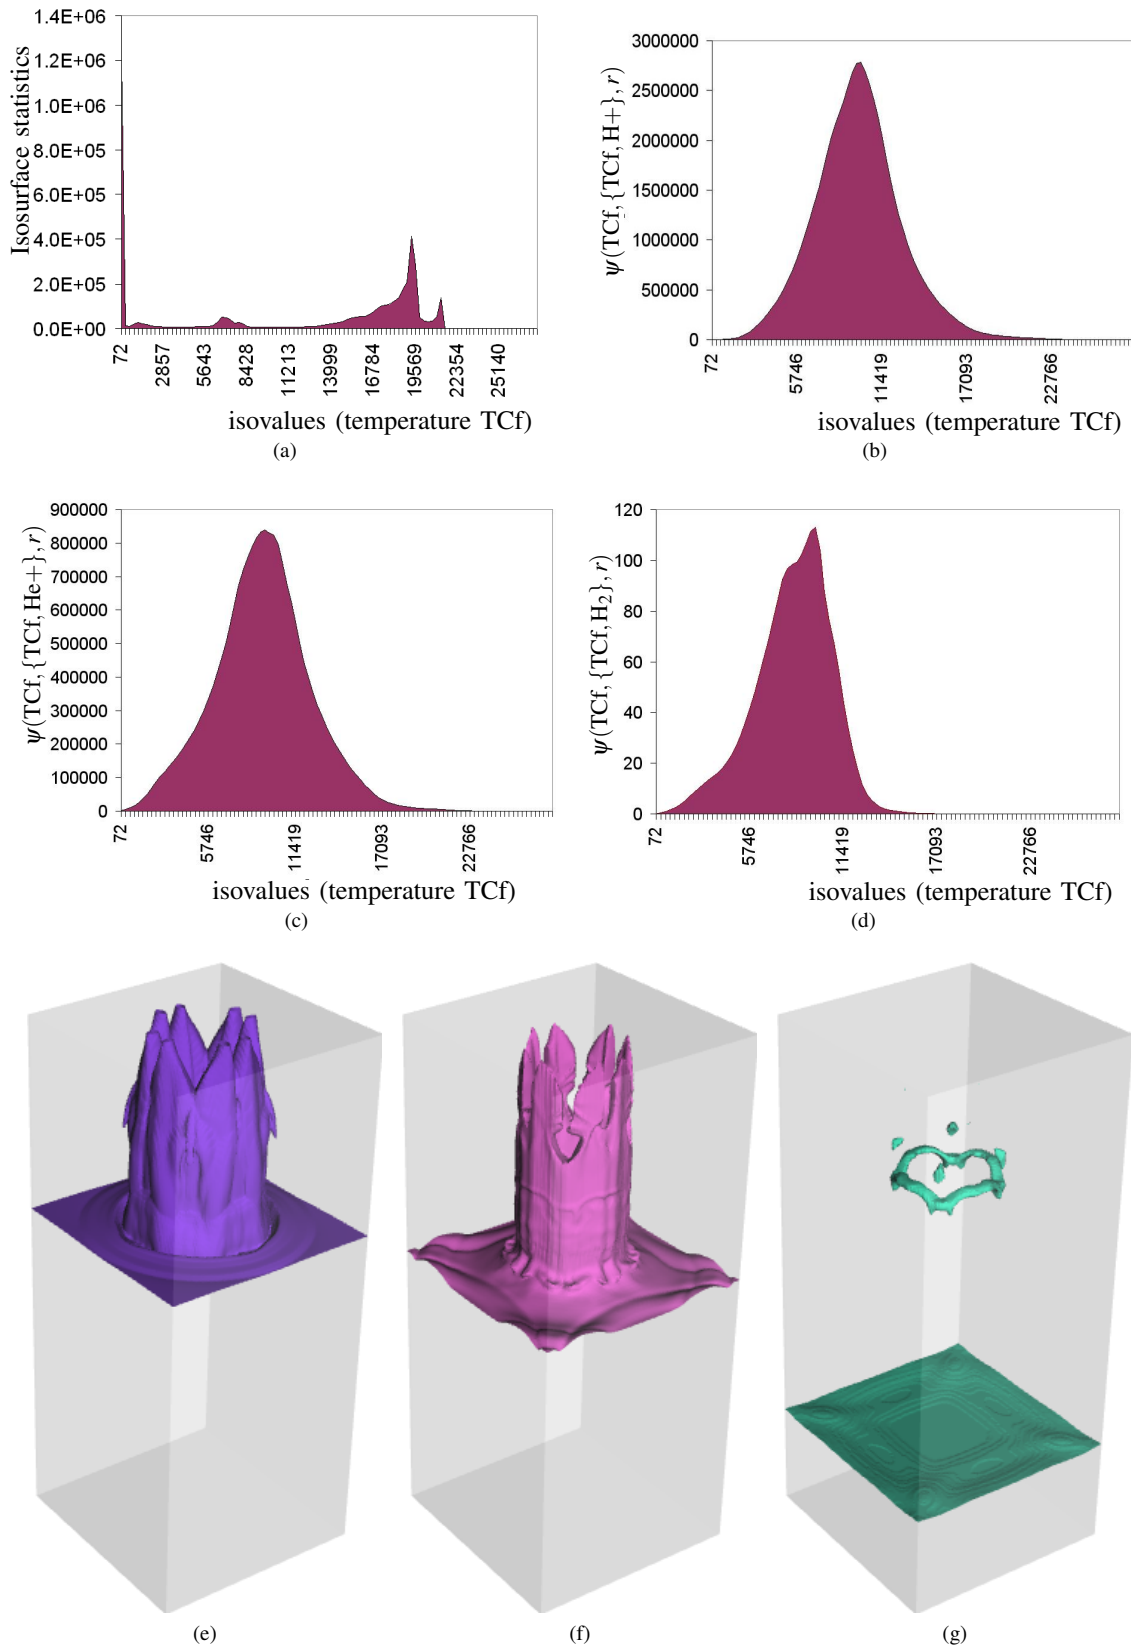 1.4E+06
1.2E+06
1.0E+06
8.0E+05
6.0E+05
4.0E+05
2.0E+05
0.0E+00
Isosurface statistics
72 2857 5643 8428 11213 13999 16784 19569 22354 25140
isovalues (temperature TCf)
(a)
3000000
2500000
2000000
1500000
1000000
500000
0
ψ(TCf,{TCf,H+},r)
72 5746 11419 17093 22766
isovalues (temperature TCf)
(b)
900000
800000
700000
600000
500000
400000
300000
200000
100000
0
ψ(TCf,{TCf,He+},r)
72 5746 11419 17093 22766
isovalues (temperature TCf)
(c)
120
100
80
60
40
20
0
ψ(TCf,{TCf,H₂},r)
72 5746 11419 17093 22766
isovalues (temperature TCf)
(d)
(e)
(f)
(g)